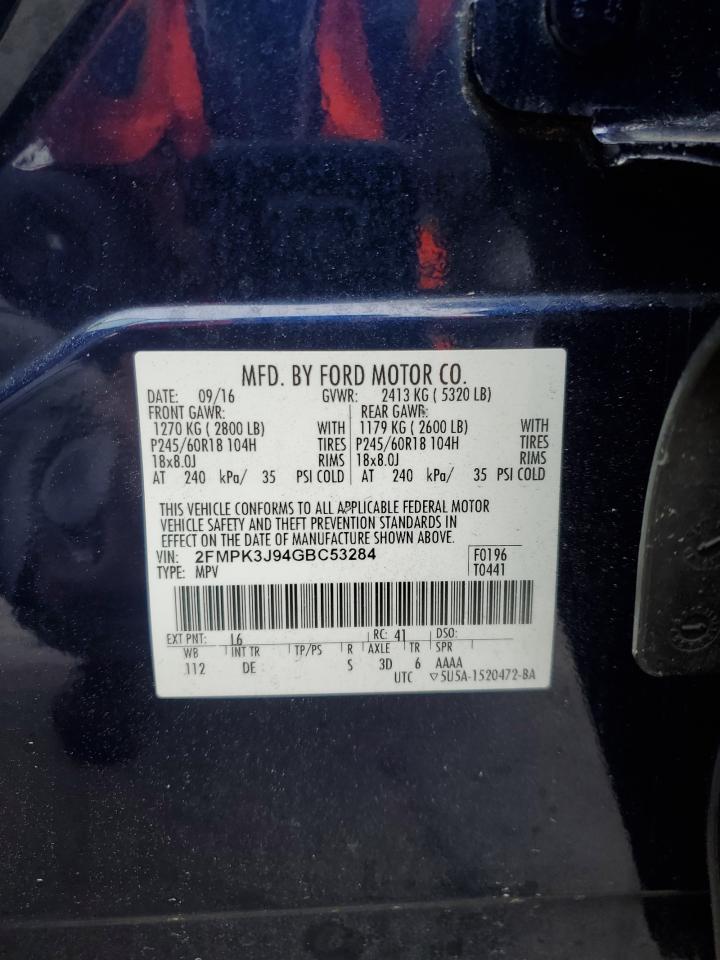 MFD. BY FORD MOTOR CO.
DATE: 09/16 GVWR: 2413 KG ( 5320 LB)
FRONT GAWR: REAR GAWR:
1270 KG ( 2800 LB) WITH 1179 KG ( 2600 LB) WITH
P245/60R18 104H TIRES P245/60R18 104H TIRES
18x8.0J RIMS 18x8.0J RIMS
AT 240 kPa/ 35 PSI COLD AT 240 kPa/ 35 PSI COLD
THIS VEHICLE CONFORMS TO ALL APPLICABLE FEDERAL MOTOR
VEHICLE SAFETY AND THEFT PREVENTION STANDARDS IN
EFFECT ON THE DATE OF MANUFACTURE SHOWN ABOVE.
VIN: 2FMPK3J94GBC53284 F0196
TYPE: MPV T0441
EXT PNT: L6 RC: 41 DSO:
WB INT TR TP/PS R AXLE TR SPR
112 DE S 3D 6 AAAA
UTC ▽5U5A-1520472-BA